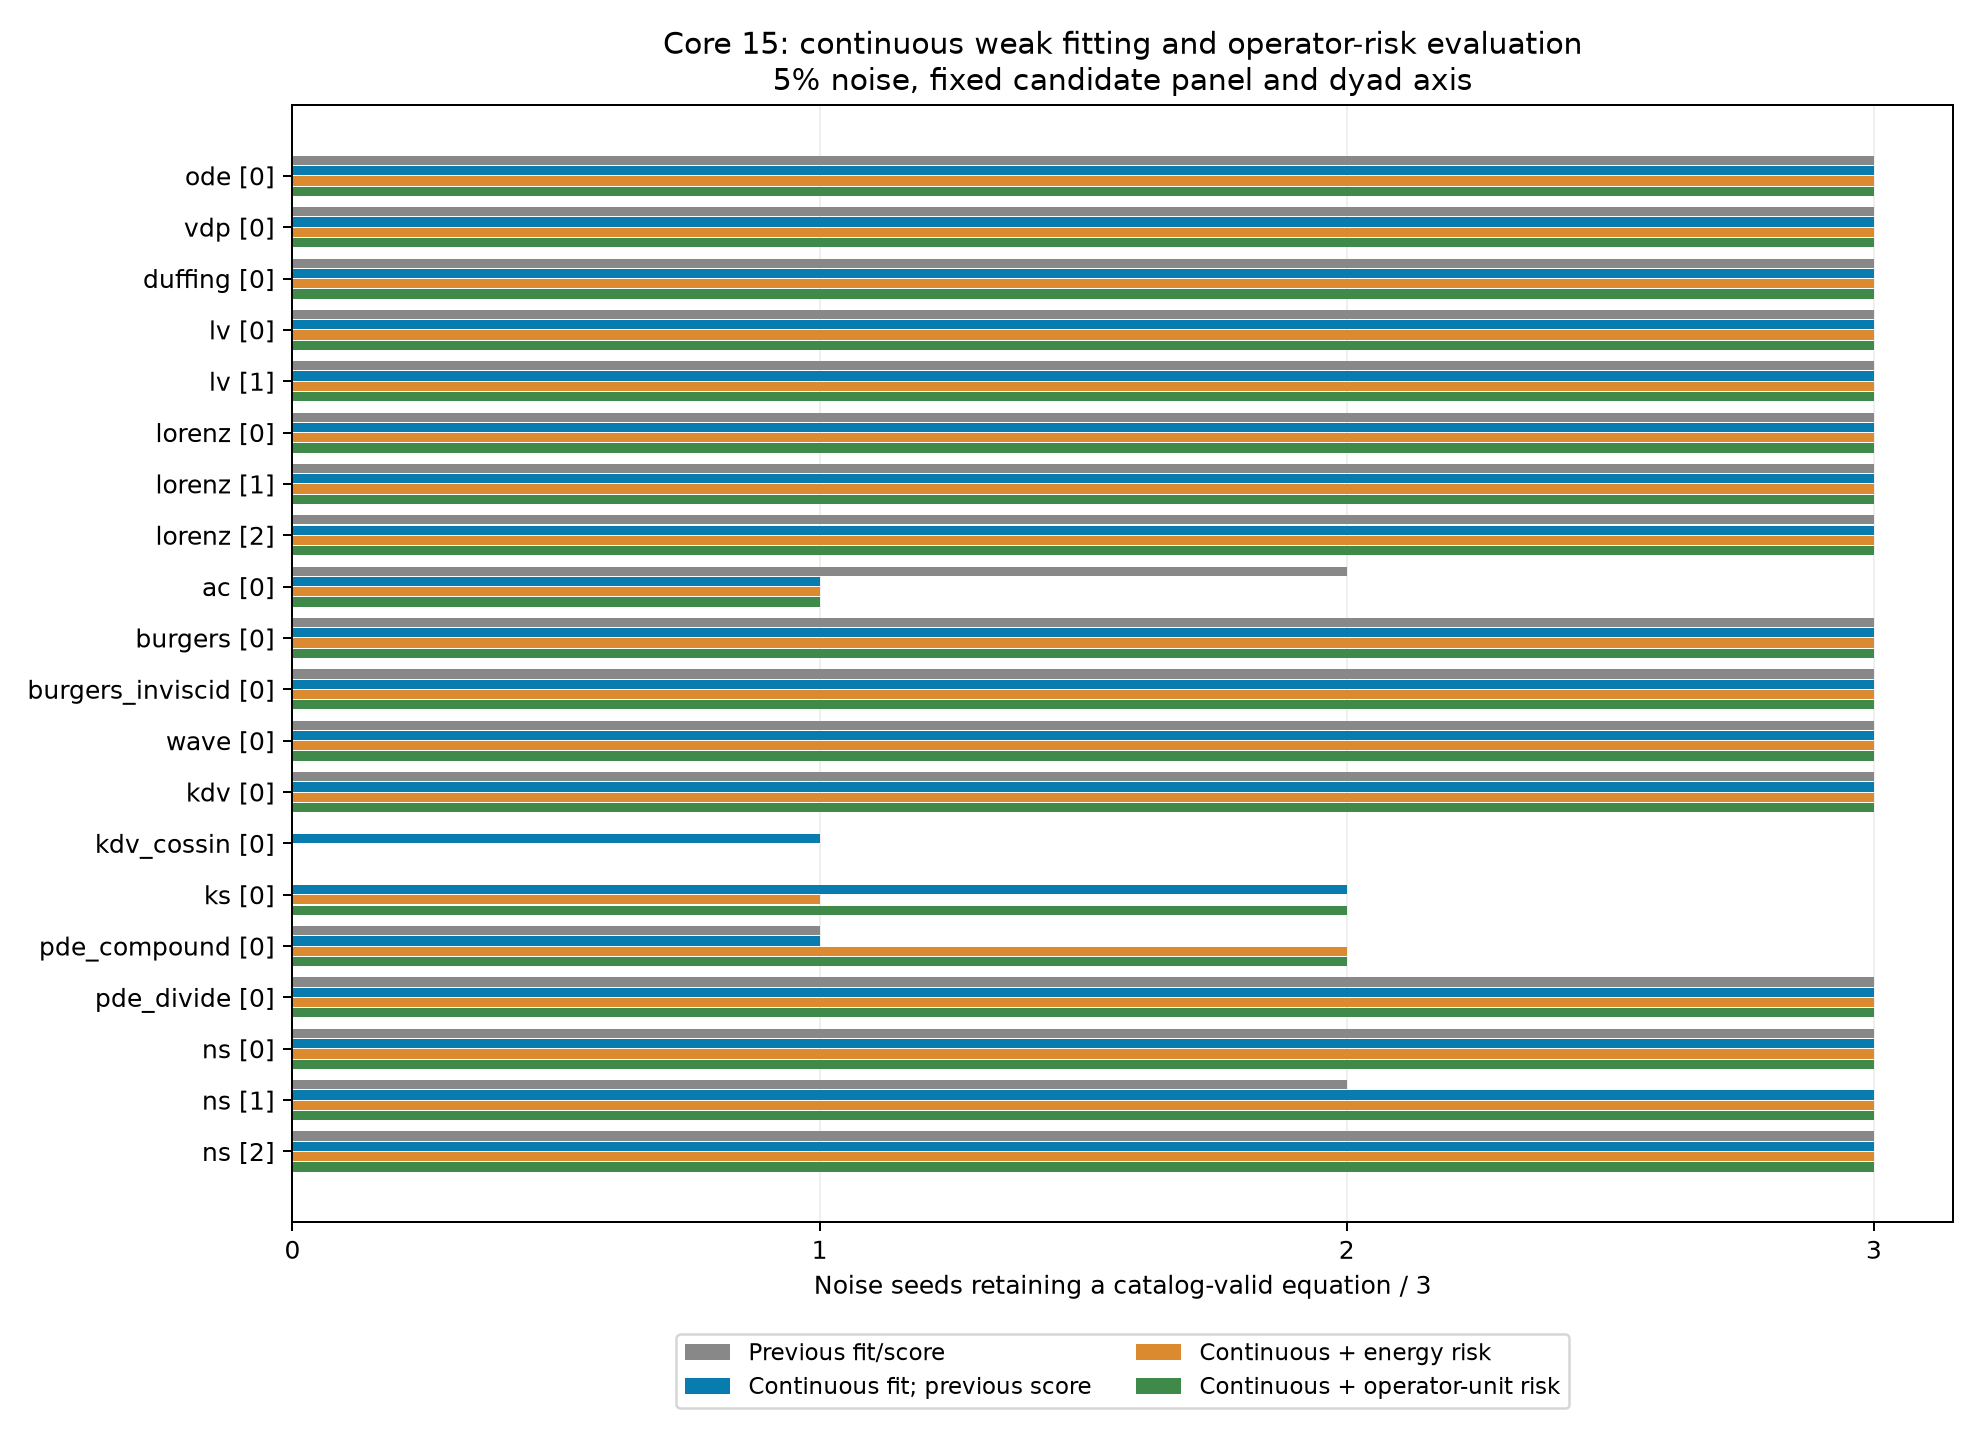 Core 15: continuous weak fitting and operator-risk evaluation
5% noise, fixed candidate panel and dyad axis
ode [0]
vdp [0]
duffing [0]
lv [0]
lv [1]
lorenz [0]
lorenz [1]
lorenz [2]
ac [0]
burgers [0]
burgers_inviscid [0]
wave [0]
kdv [0]
kdv_cossin [0]
ks [0]
pde_compound [0]
pde_divide [0]
ns [0]
ns [1]
ns [2]
0 1 2 3
Noise seeds retaining a catalog-valid equation / 3
Previous fit/score
Continuous fit; previous score
Continuous + energy risk
Continuous + operator-unit risk